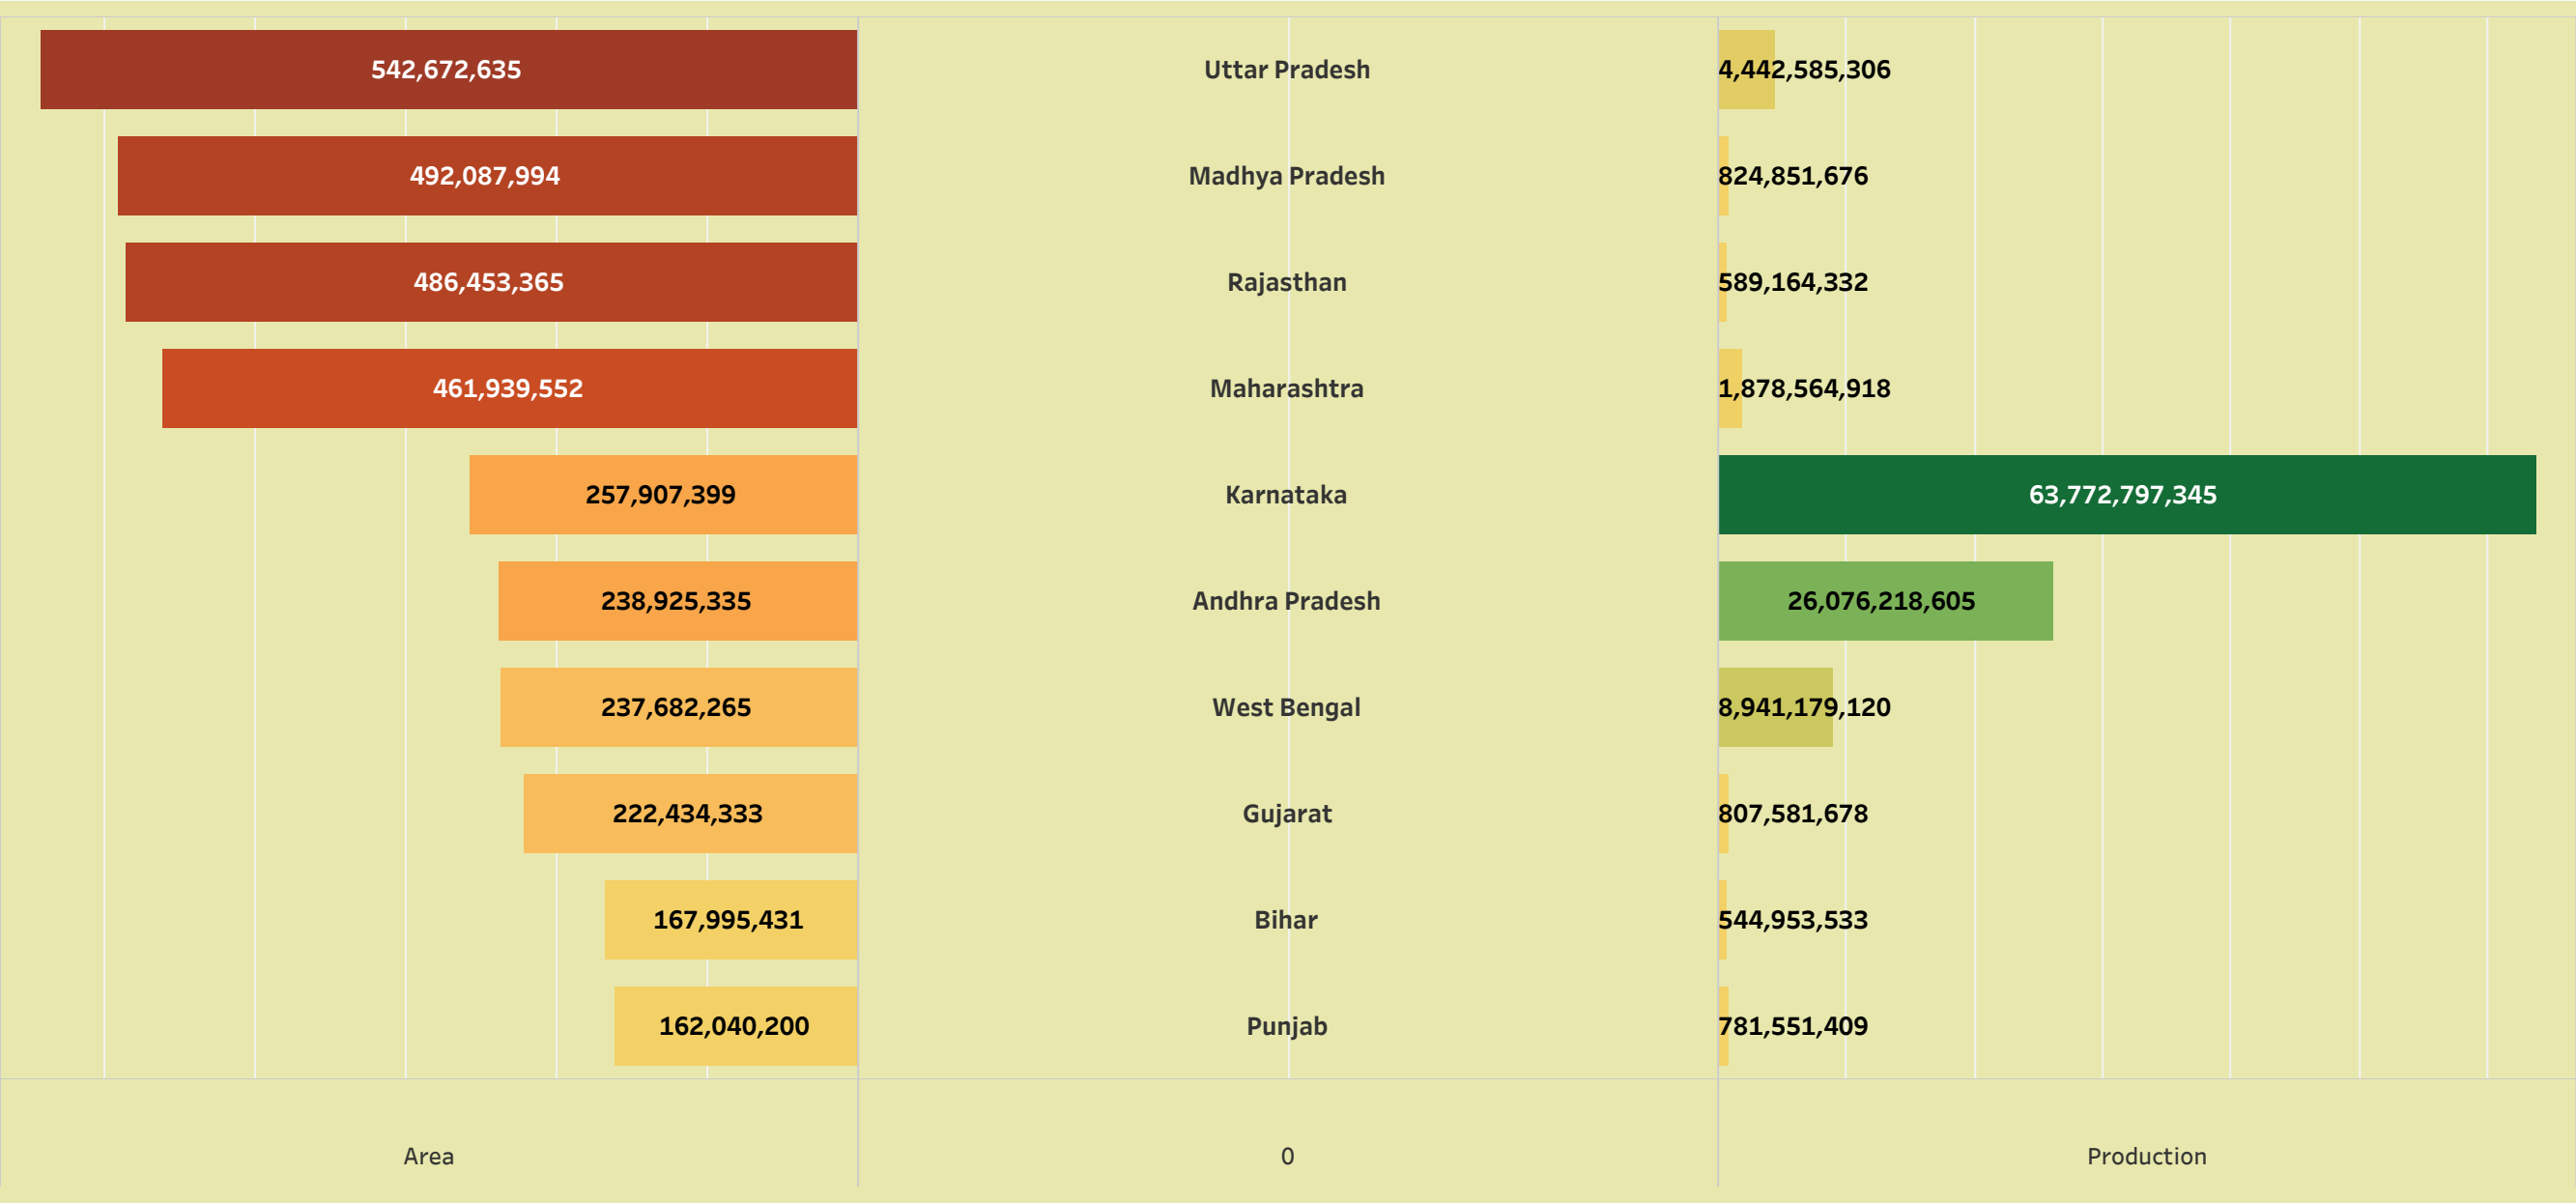 542,672,635 Uttar Pradesh 4,442,585,306
492,087,994 Madhya Pradesh 824,851,676
486,453,365 Rajasthan 589,164,332
461,939,552 Maharashtra 1,878,564,918
257,907,399 Karnataka 63,772,797,345
238,925,335 Andhra Pradesh 26,076,218,605
237,682,265 West Bengal 8,941,179,120
222,434,333 Gujarat 807,581,678
167,995,431 Bihar 544,953,533
162,040,200 Punjab 781,551,409
Area 0 Production